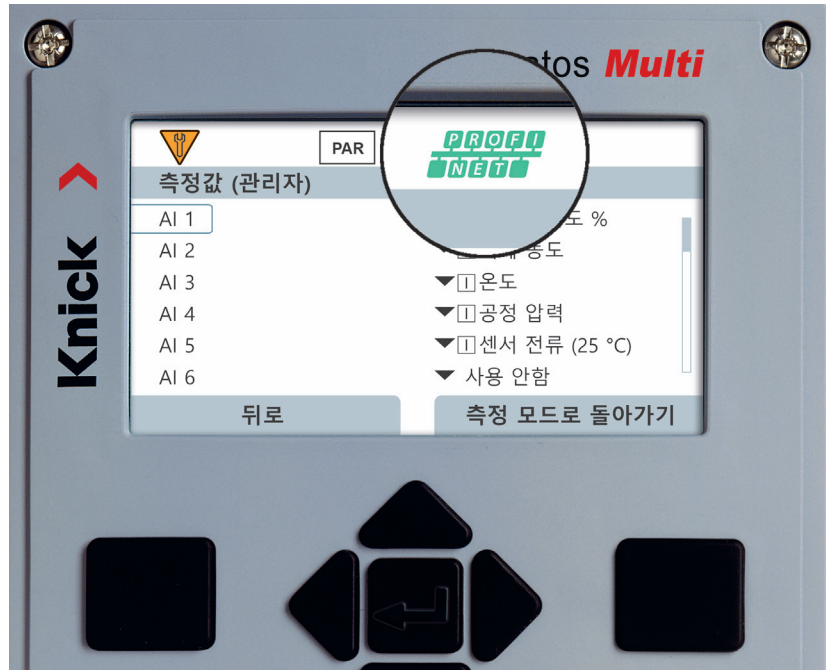 tos Multi
PAR
PROFI
NET
측정값 (관리자)
AI 1
도 %
AI 2
농도
AI 3
I 온도
AI 4
I 공정 압력
AI 5
I 센서 전류 (25 °C)
AI 6
사용 안함
뒤로
측정 모드로 돌아가기
Knick